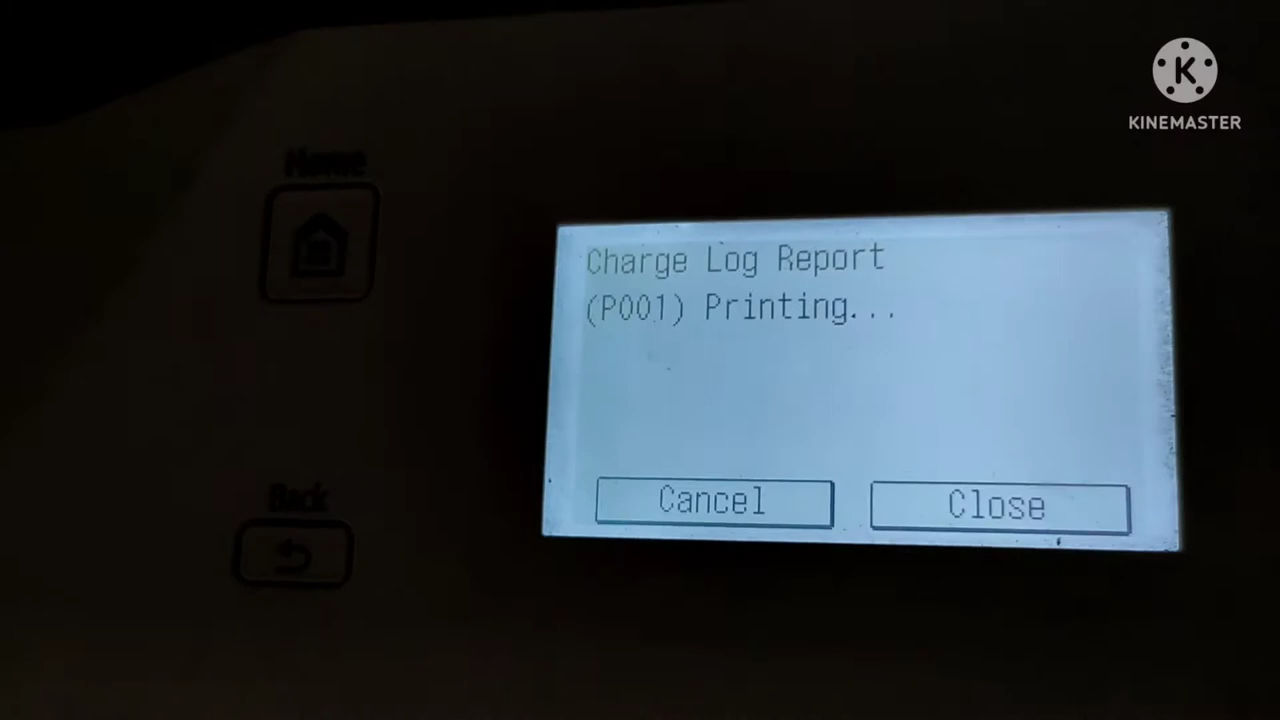 KINEMASTER
Home
Charge Log Report
(P001) Printing...
Cancel
Close
Back